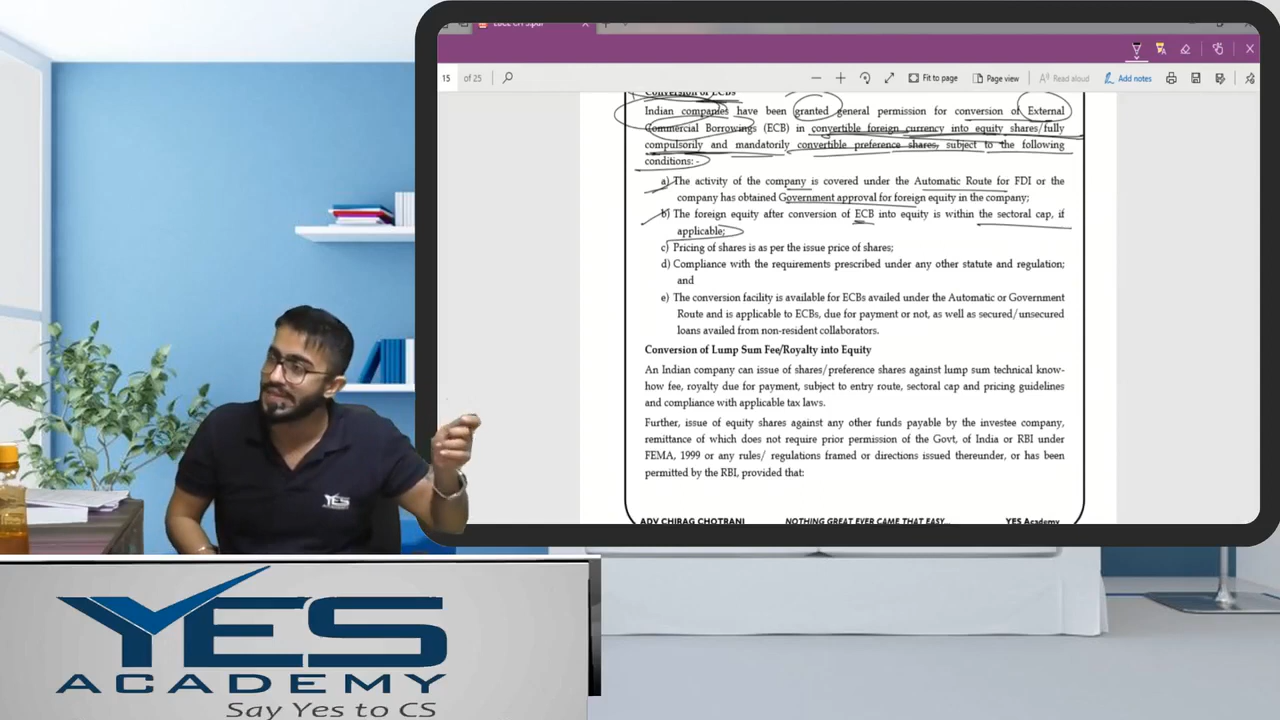 15 of 25
Fit to page
Page view
Read aloud
Add notes
Conversion of ECBs
Indian companies have been granted general permission for conversion of External
Commercial Borrowings (ECB) in convertible foreign currency into equity shares/fully
compulsorily and mandatorily convertible preference shares, subject to the following
conditions: -
a) The activity of the company is covered under the Automatic Route for FDI or the
company has obtained Government approval for foreign equity in the company;
b) The foreign equity after conversion of ECB into equity is within the sectoral cap, if
applicable;
c) Pricing of shares is as per the issue price of shares;
d) Compliance with the requirements prescribed under any other statute and regulation;
and
e) The conversion facility is available for ECBs availed under the Automatic or Government
Route and is applicable to ECBs, due for payment or not, as well as secured/unsecured
loans availed from non-resident collaborators.
Conversion of Lump Sum Fee/Royalty into Equity
An Indian company can issue of shares/preference shares against lump sum technical know-
how fee, royalty due for payment, subject to entry route, sectoral cap and pricing guidelines
and compliance with applicable tax laws.
Further, issue of equity shares against any other funds payable by the investee company,
remittance of which does not require prior permission of the Govt, of India or RBI under
FEMA, 1999 or any rules/ regulations framed or directions issued thereunder, or has been
permitted by the RBI, provided that:
ADV CHIRAG CHOTRANI NOTHING GREAT EVER CAME THAT EASY... YES Academy
YES
YES
ACADEMY
Say Yes to CS